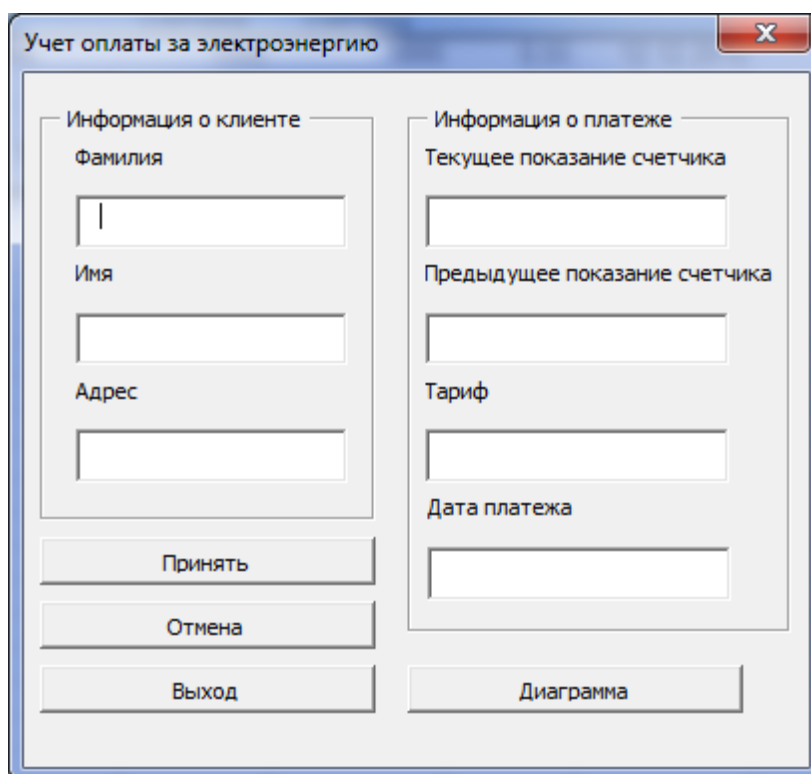 Учет оплаты за электроэнергию
Информация о клиенте
Фамилия
Имя
Адрес
Информация о платеже
Текущее показание счетчика
Предыдущее показание счетчика
Тариф
Дата платежа
Принять
Отмена
Выход
Диаграмма